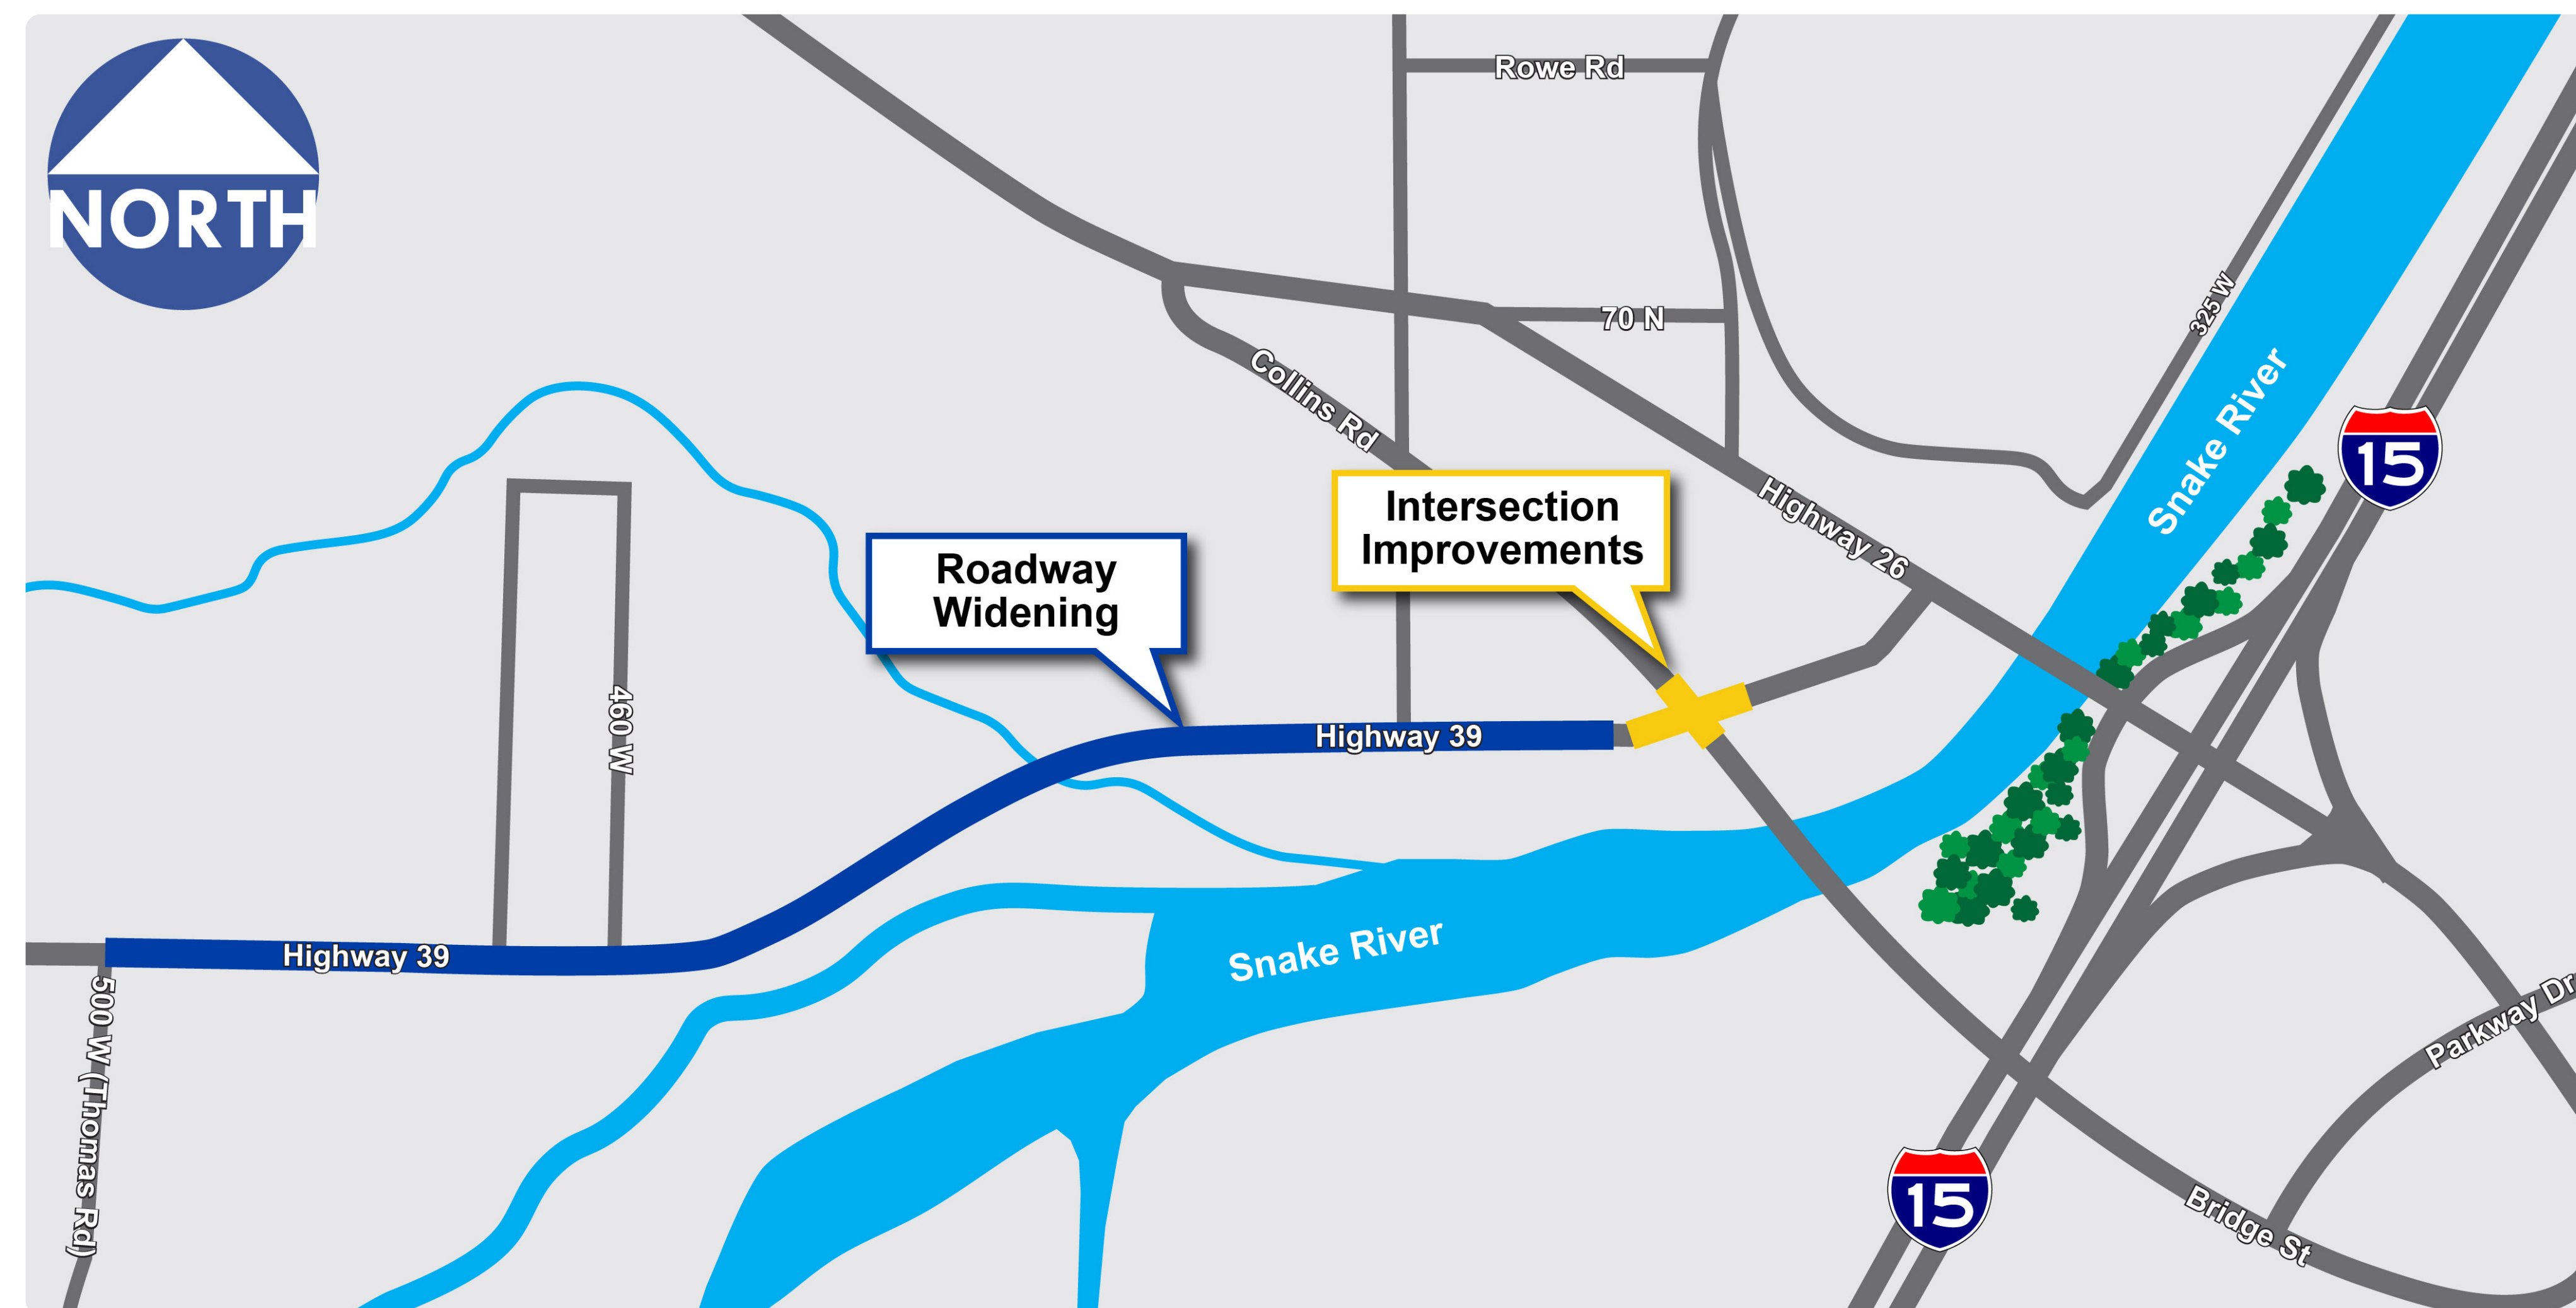 NORTH
Rowe Rd
70 N
325 W
Collins Rd
Snake River
15
Highway 26
Intersection
Improvements
Roadway
Widening
460 W
Highway 39
Highway 39
Snake River
500 W (Thomas Rd)
Parkway Dr
15
Bridge St